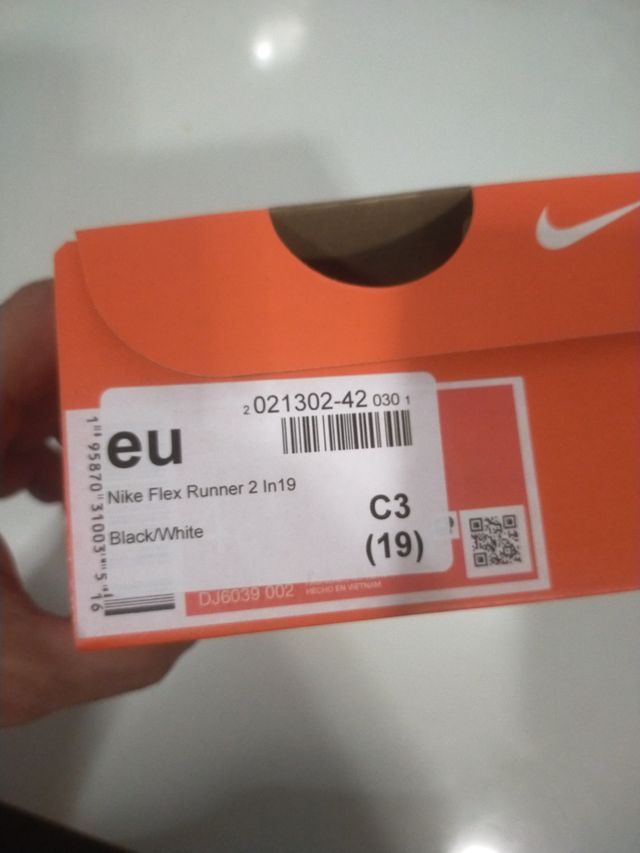 2 021302-42 030 1
eu
Nike Flex Runner 2 In19
Black/White
C3
(19)
DJ6039 002
HECHO EN VIETNAM
1 95870 31003 5 16